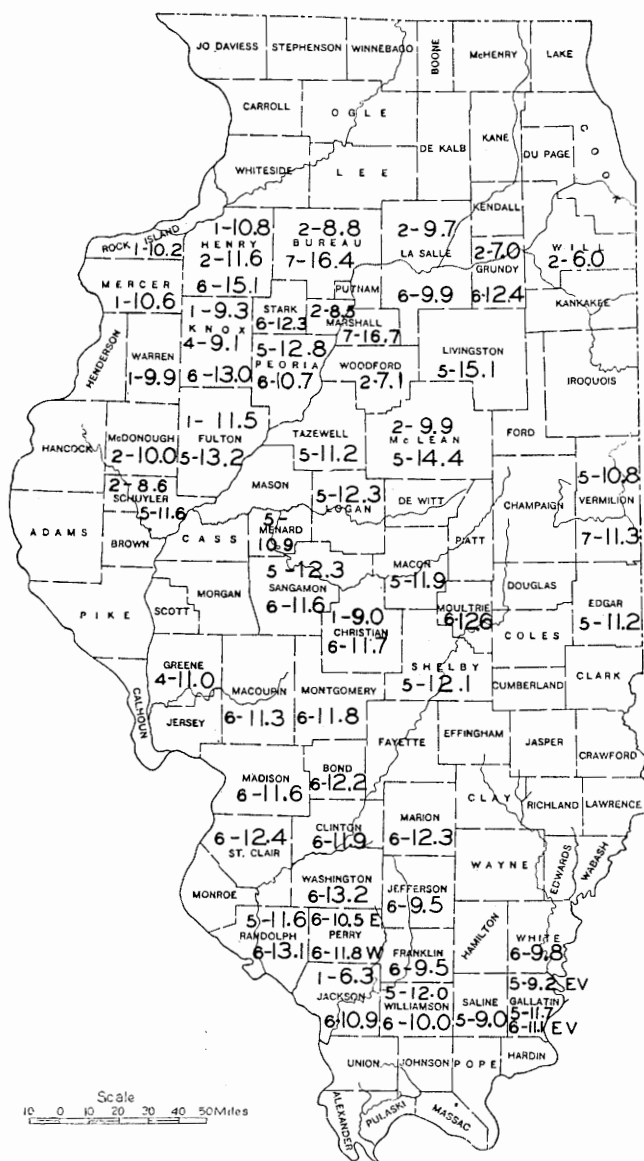 JO DAVIESS
STEPHENSON
WINNEBAGO
BOONE
McHENRY
LAKE
CARROLL
OGLE
DE KALB
KANE
COOK
DU PAGE
WHITESIDE
LEE
KENDALL
ROCK ISLAND
1-10.2
1-10.8
HENRY
2-11.6
6-15.1
2-8.8
BUREAU
7-16.4
2-9.7
LA SALLE
6-9.9
2-7.0
GRUNDY
6-12.4
WILL
2-6.0
MERCER
1-10.6
PUTNAM
KANKAKEE
1-9.3
KNOX
4-9.1
6-13.0
STARK
6-12.3
2-8.5
MARSHALL
7-16.7
HENDERSON
WARREN
1-9.9
5-12.8
PEORIA
6-10.7
WOODFORD
2-7.1
LIVINGSTON
5-15.1
IROQUOIS
HANCOCK
McDONOUGH
2-10.0
1-11.5
FULTON
5-13.2
TAZEWELL
5-11.2
2-9.9
McLEAN
5-14.4
FORD
2-8.6
SCHUYLER
5-11.6
MASON
5-12.3
LOGAN
DE WITT
CHAMPAIGN
5-10.8
VERMILION
7-11.3
ADAMS
BROWN
CASS
5-
MENARD
10.9
PIATT
MACON
5-11.9
5-12.3
SANGAMON
6-11.6
PIKE
SCOTT
MORGAN
1-9.0
CHRISTIAN
6-11.7
MOULTRIE
6-12.6
DOUGLAS
COLES
EDGAR
5-11.2
GREENE
4-11.0
CALHOUN
JERSEY
MACOUPIN
6-11.3
MONTGOMERY
6-11.8
SHELBY
5-12.1
CUMBERLAND
CLARK
FAYETTE
EFFINGHAM
JASPER
CRAWFORD
MADISON
6-11.6
BOND
6-12.2
CLAY
RICHLAND
LAWRENCE
6-12.4
ST. CLAIR
CLINTON
6-11.9
MARION
6-12.3
WAYNE
EDWARDS
WABASH
MONROE
WASHINGTON
6-13.2
JEFFERSON
6-9.5
HAMILTON
WHITE
6-9.8
5-11.6
RANDOLPH
6-13.1
6-10.5 E
PERRY
6-11.8 W
FRANKLIN
6-9.5
1-6.3
JACKSON
6-10.9
5-12.0
WILLIAMSON
6-10.0
SALINE
5-9.0
5-9.2 EV
GALLATIN
5-11.7
6-11.1 EV
UNION
JOHNSON
POPE
HARDIN
ALEXANDER
PULASKI
MASSAC
Scale
10 0 10 20 30 40 50 Miles